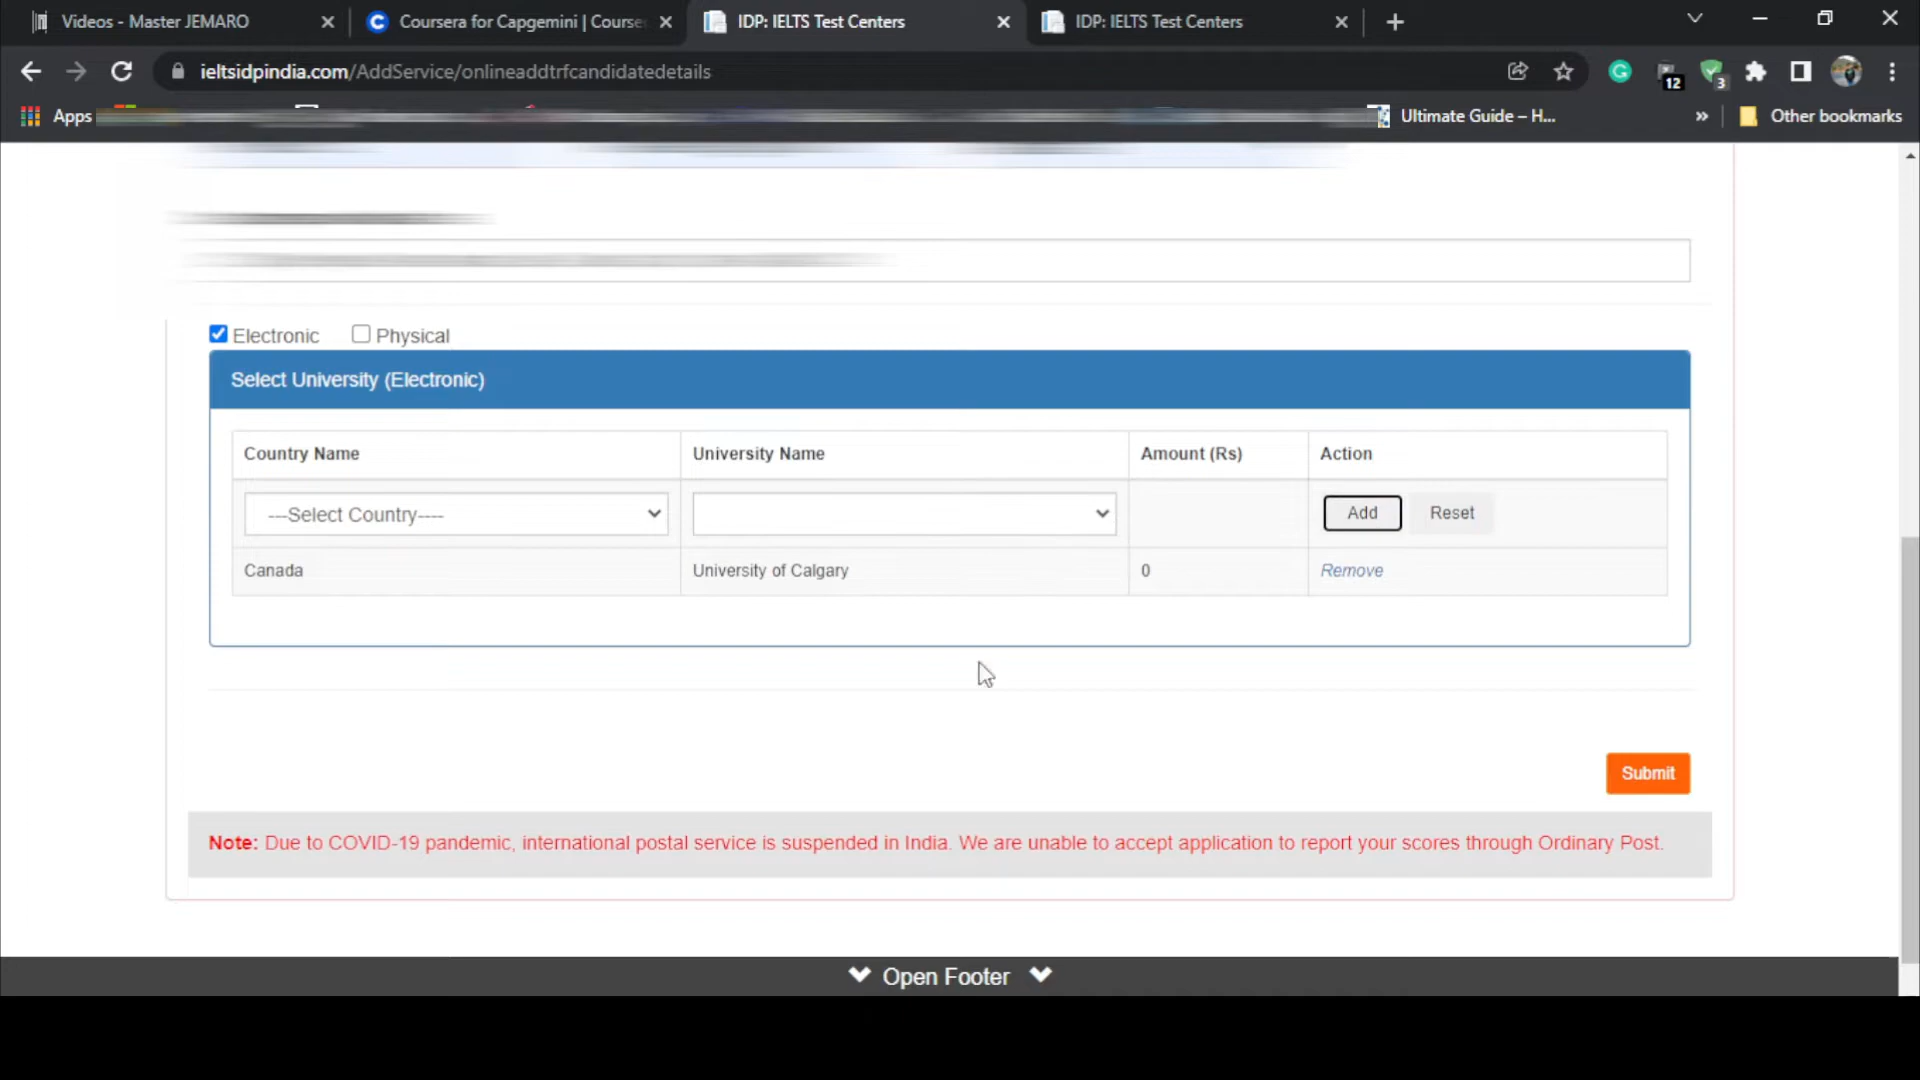 Videos - Master JEMARO
Coursera for Capgemini | Course
IDP: IELTS Test Centers
IDP: IELTS Test Centers
ieltsidpindia.com/AddService/onlineaddtrfcandidatedetails
12
3
Apps
Ultimate Guide – H...
»
Other bookmarks
Electronic
Physical
Select University (Electronic)
Country Name
University Name
Amount (Rs)
Action
---Select Country----
Add
Reset
Canada
University of Calgary
0
Remove
Submit
Note: Due to COVID-19 pandemic, international postal service is suspended in India. We are unable to accept application to report your scores through Ordinary Post.
Open Footer